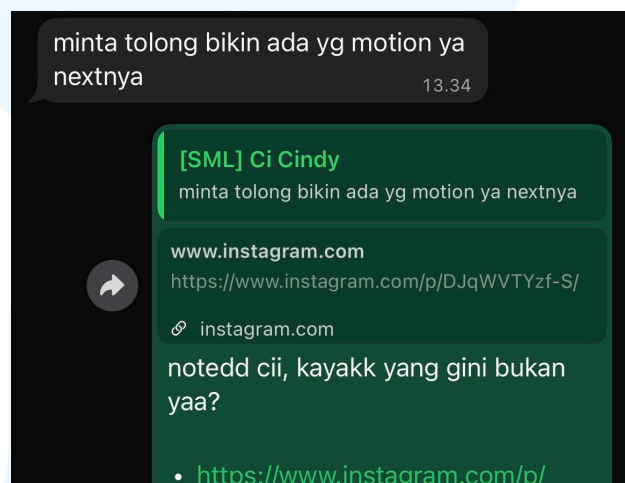 minta tolong bikin ada yg motion ya
nextnya
13.34
[SML] Ci Cindy
minta tolong bikin ada yg motion ya nextnya
www.instagram.com
https://www.instagram.com/p/DJqWVTYzf-S/
instagram.com
notedd cii, kayakk yang gini bukan
yaa?
• https://www.instagram.com/p/